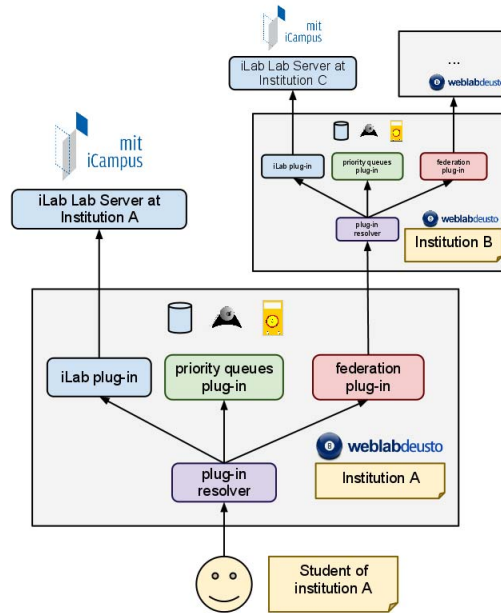 mit
iCampus
iLab Lab Server at
Institution C
...
weblabdeusto
mit
iCampus
iLab Lab Server at
Institution A
iLab plug-in
priority queues
plug-in
federation
plug-in
plug-in
resolver
weblabdeusto
Institution B
iLab plug-in
priority queues
plug-in
federation
plug-in
weblabdeusto
plug-in
resolver
Institution A
Student of
institution A